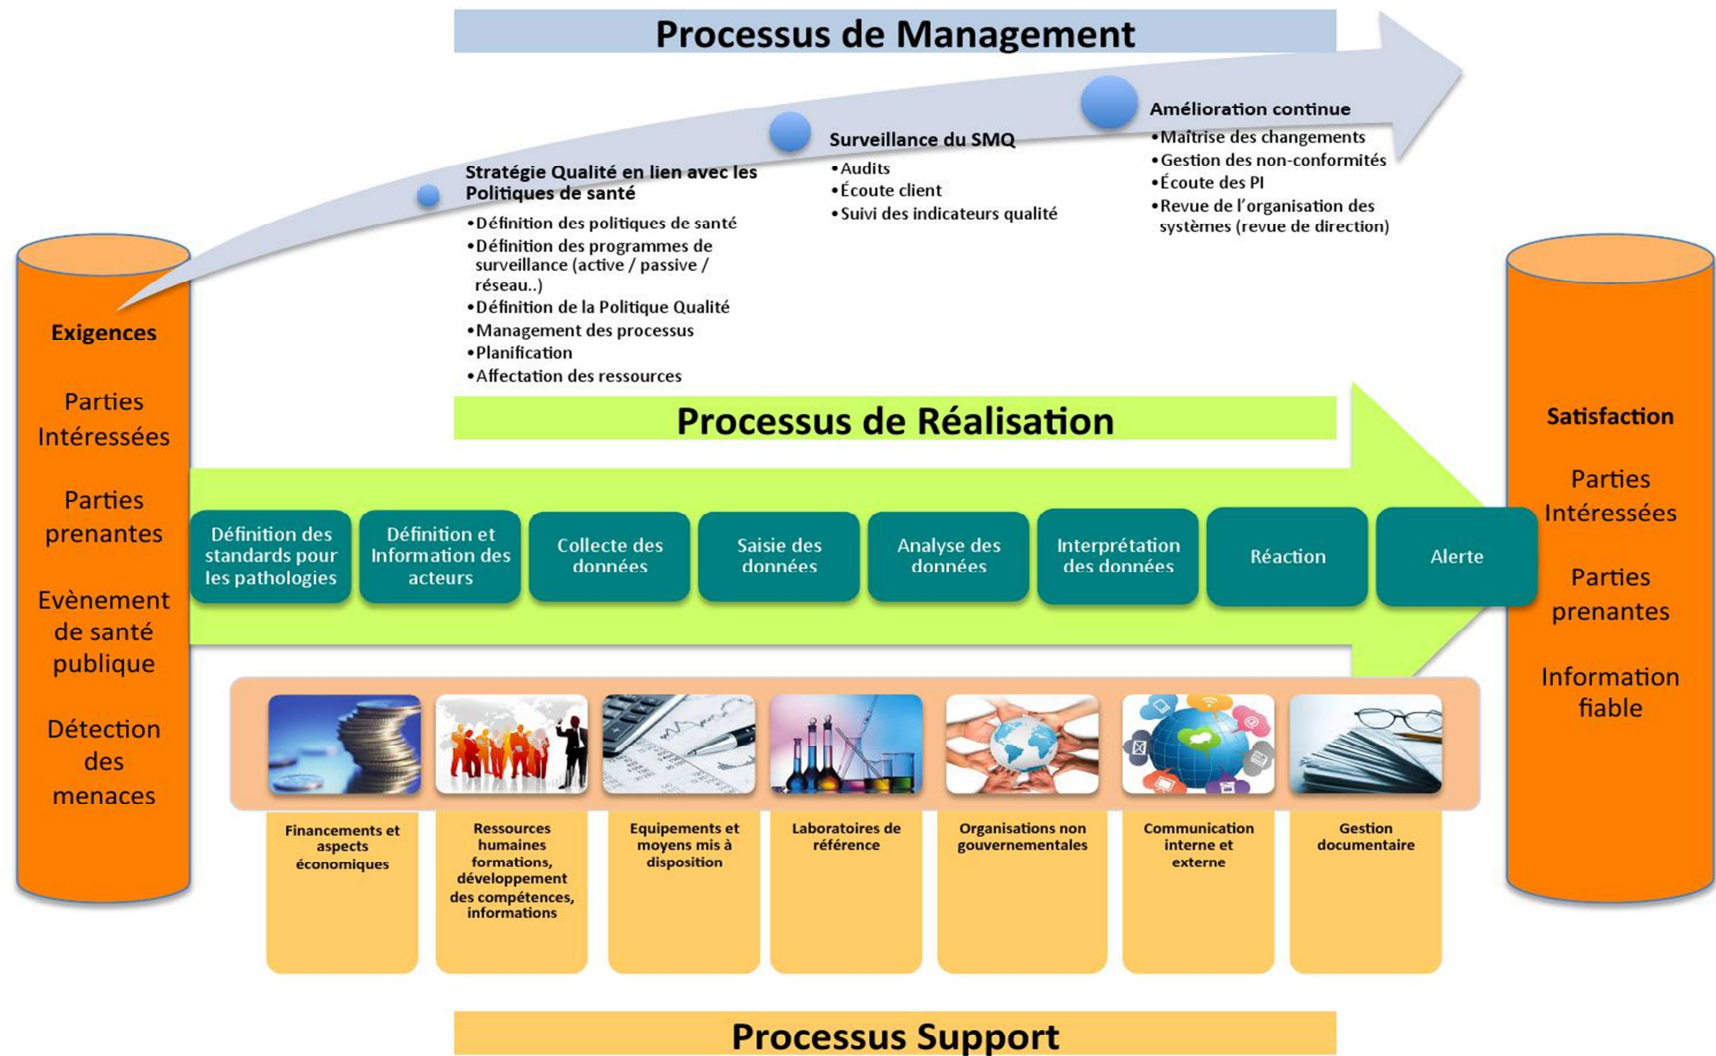 Processus de Management
Stratégie Qualité en lien avec les
Politiques de santé
•Définition des politiques de santé
•Définition des programmes de
surveillance (active / passive /
réseau..)
•Définition de la Politique Qualité
•Management des processus
•Planification
•Affectation des ressources
Surveillance du SMQ
•Audits
•Écoute client
•Suivi des indicateurs qualité
Amélioration continue
•Maîtrise des changements
•Gestion des non-conformités
•Écoute des PI
•Revue de l'organisation des
systèmes (revue de direction)
Exigences
Parties
Intéressées
Parties
prenantes
Evènement
de santé
publique
Détection
des
menaces
Processus de Réalisation
Définition des
standards pour
les pathologies
Définition et
Information des
acteurs
Collecte des
données
Saisie des
données
Analyse des
données
Interprétation
des données
Réaction
Alerte
Satisfaction
Parties
Intéressées
Parties
prenantes
Information
fiable
Financements et
aspects
économiques
Ressources
humaines
formations,
développement
des compétences,
informations
Equipements et
moyens mis à
disposition
Laboratoires de
référence
Organisations non
gouvernementales
Communication
interne et
externe
Gestion
documentaire
Processus Support